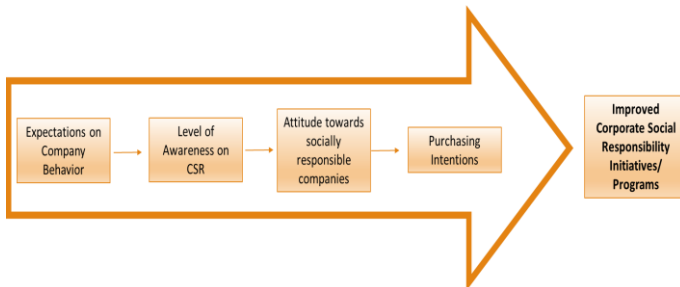 Expectations on
Company
Behavior
Level of
Awareness on
CSR
Attitude towards
socially
responsible
companies
Purchasing
Intentions
Improved
Corporate Social
Responsibility
Initiatives/
Programs